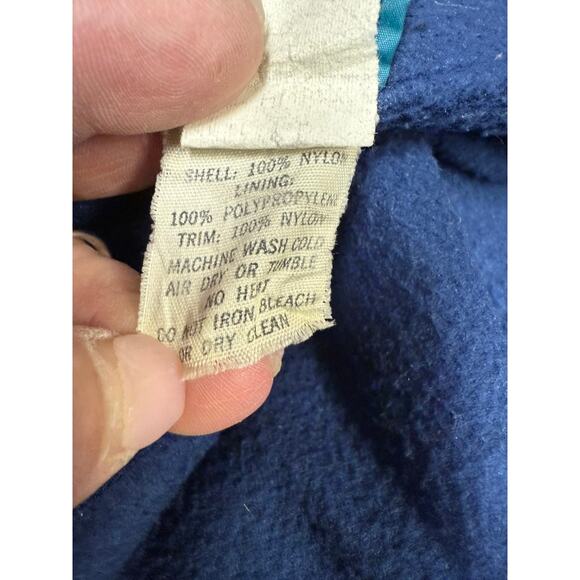 SHELL: 100% NYLON
LINING:
100% POLYPROPYLENE
TRIM: 100% NYLON
MACHINE WASH COLD
AIR DRY OR TUMBLE
NO HEAT
DO NOT IRON, BLEACH
OR DRY CLEAN